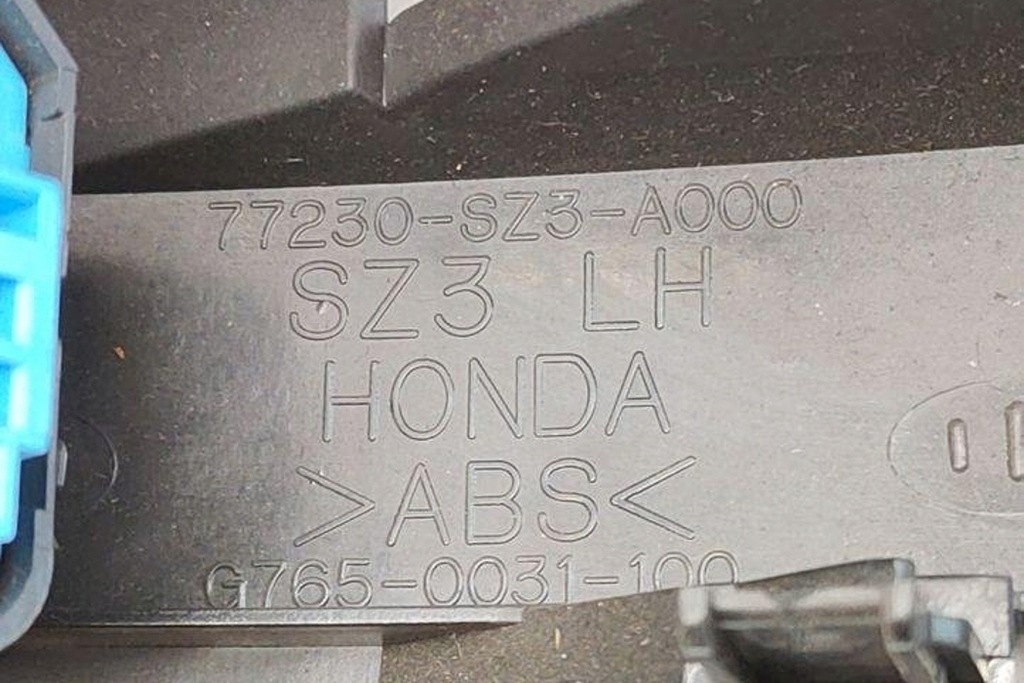 77230-SZ3-A000
SZ3 LH
HONDA
>ABS<
G765-0031-100